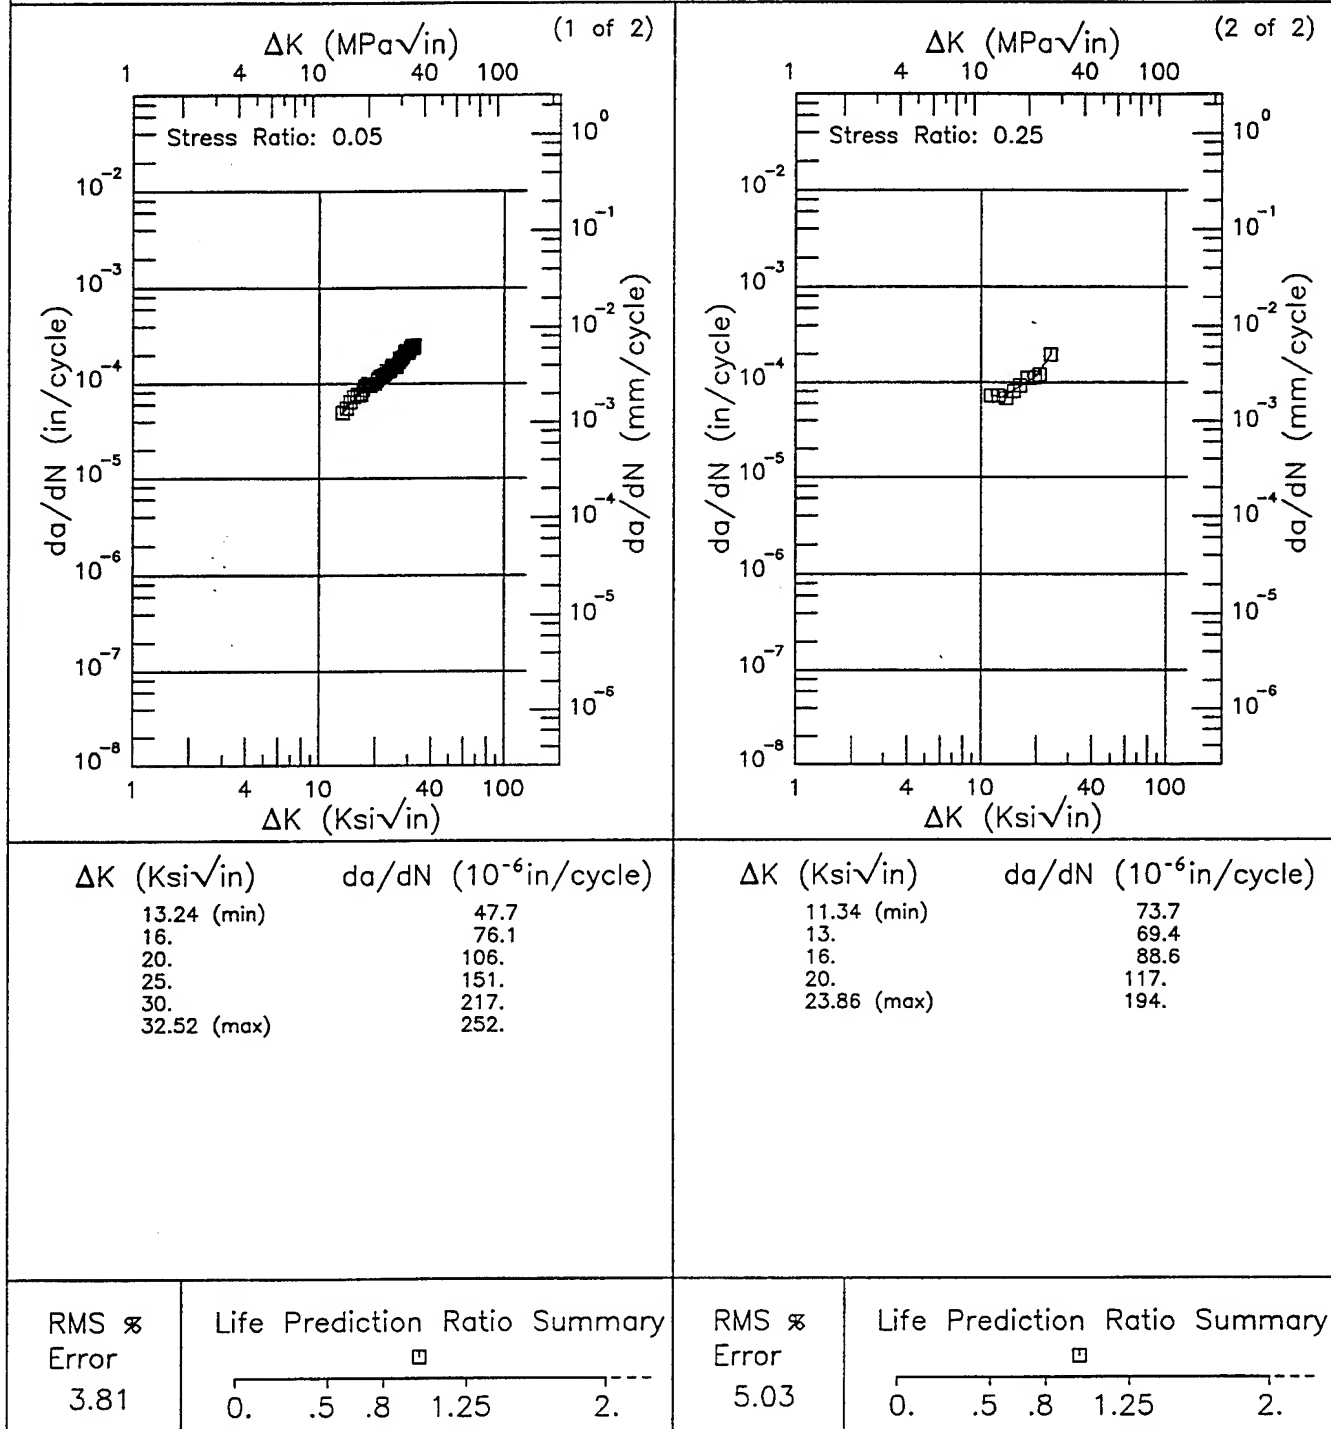 (1 of 2)
ΔK (MPa√in)
1 4 10 40 100
Stress Ratio: 0.05
10⁰
10⁻²
10⁻¹
10⁻³
10⁻²
10⁻⁴
10⁻³
10⁻⁵
10⁻⁴
10⁻⁶
10⁻⁵
10⁻⁷
10⁻⁶
10⁻⁸
da/dN (in/cycle)
da/dN (mm/cycle)
1 4 10 40 100
ΔK (Ksi√in)
ΔK (Ksi√in) da/dN (10⁻⁶in/cycle)
13.24 (min) 47.7
16. 76.1
20. 106.
25. 151.
30. 217.
32.52 (max) 252.
RMS %
Error
3.81
Life Prediction Ratio Summary
0. .5 .8 1.25 2.
(2 of 2)
ΔK (MPa√in)
1 4 10 40 100
Stress Ratio: 0.25
10⁰
10⁻²
10⁻¹
10⁻³
10⁻²
10⁻⁴
10⁻³
10⁻⁵
10⁻⁴
10⁻⁶
10⁻⁵
10⁻⁷
10⁻⁶
10⁻⁸
da/dN (in/cycle)
da/dN (mm/cycle)
1 4 10 40 100
ΔK (Ksi√in)
ΔK (Ksi√in) da/dN (10⁻⁶in/cycle)
11.34 (min) 73.7
13. 69.4
16. 88.6
20. 117.
23.86 (max) 194.
RMS %
Error
5.03
Life Prediction Ratio Summary
0. .5 .8 1.25 2.